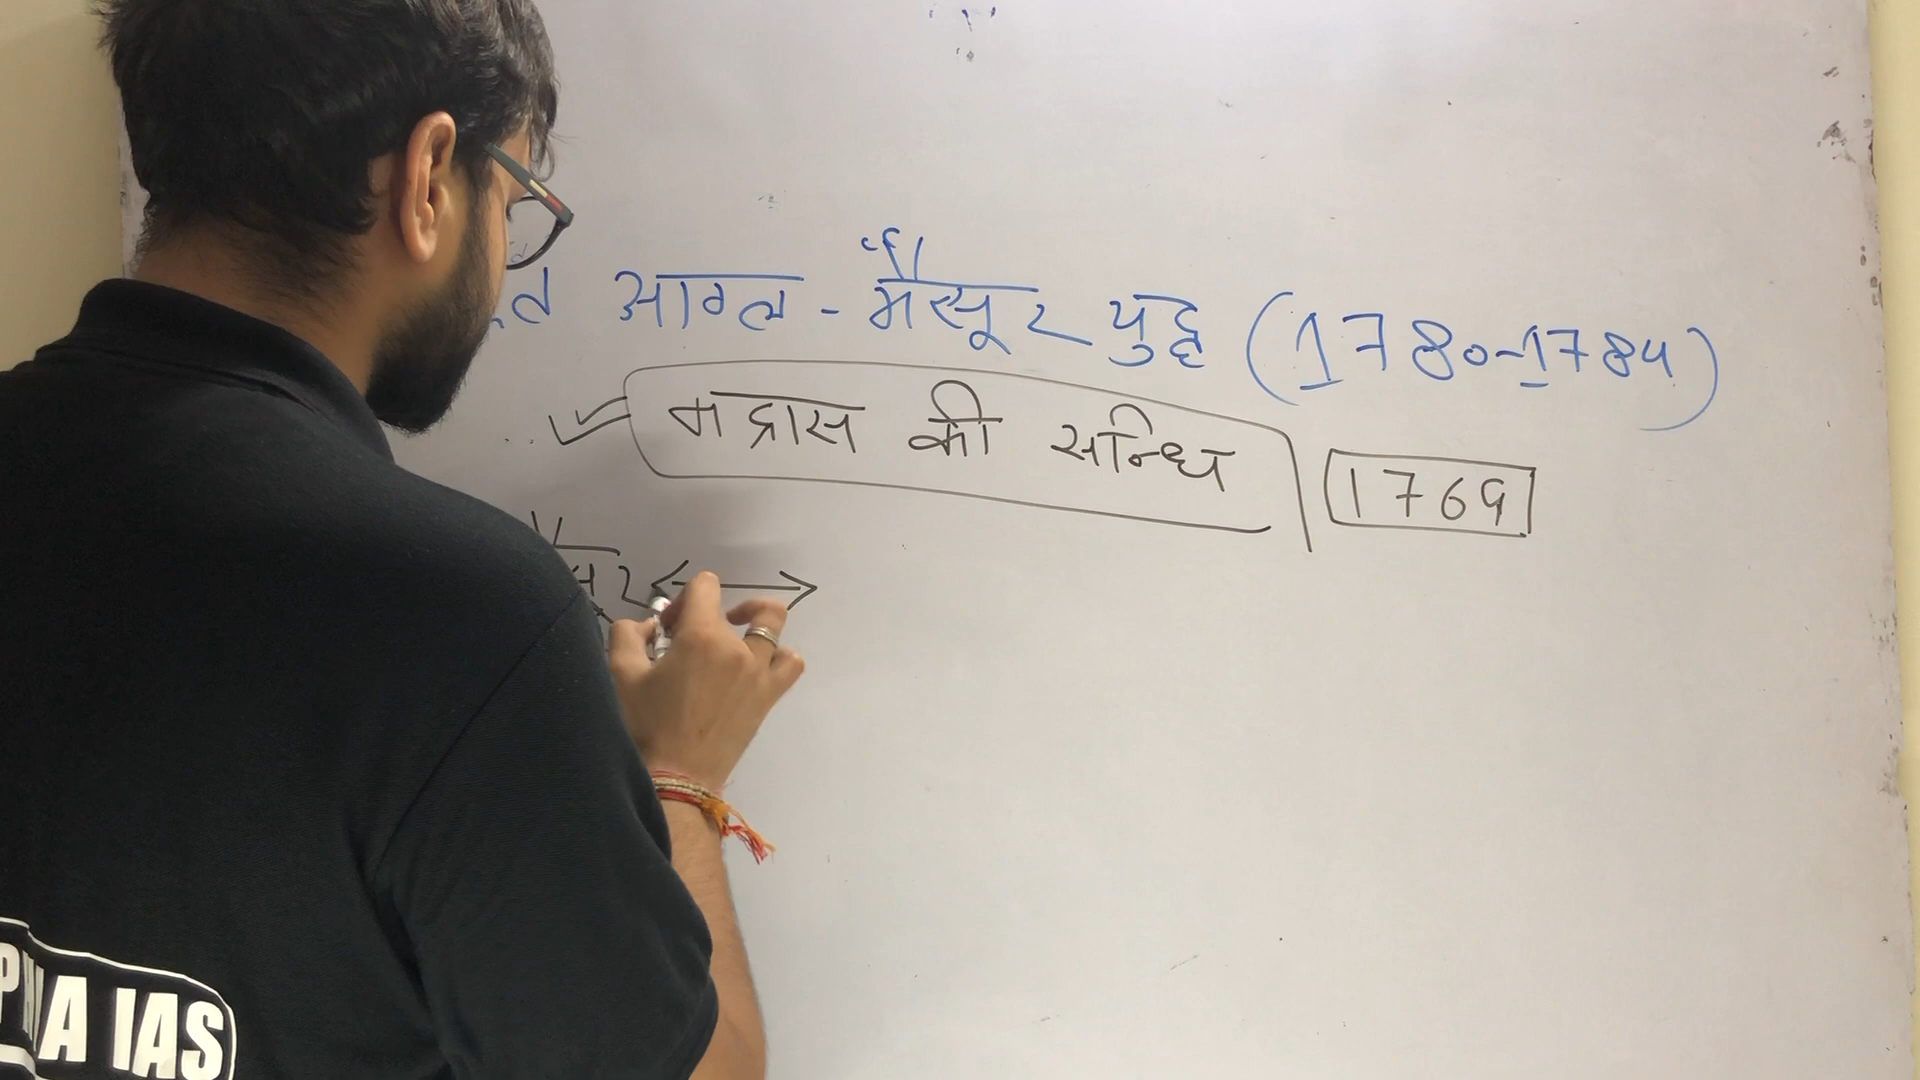 आंग्ल - मैसूर युद्ध (1780-1784)
मद्रास की सन्धि 1769
IAS